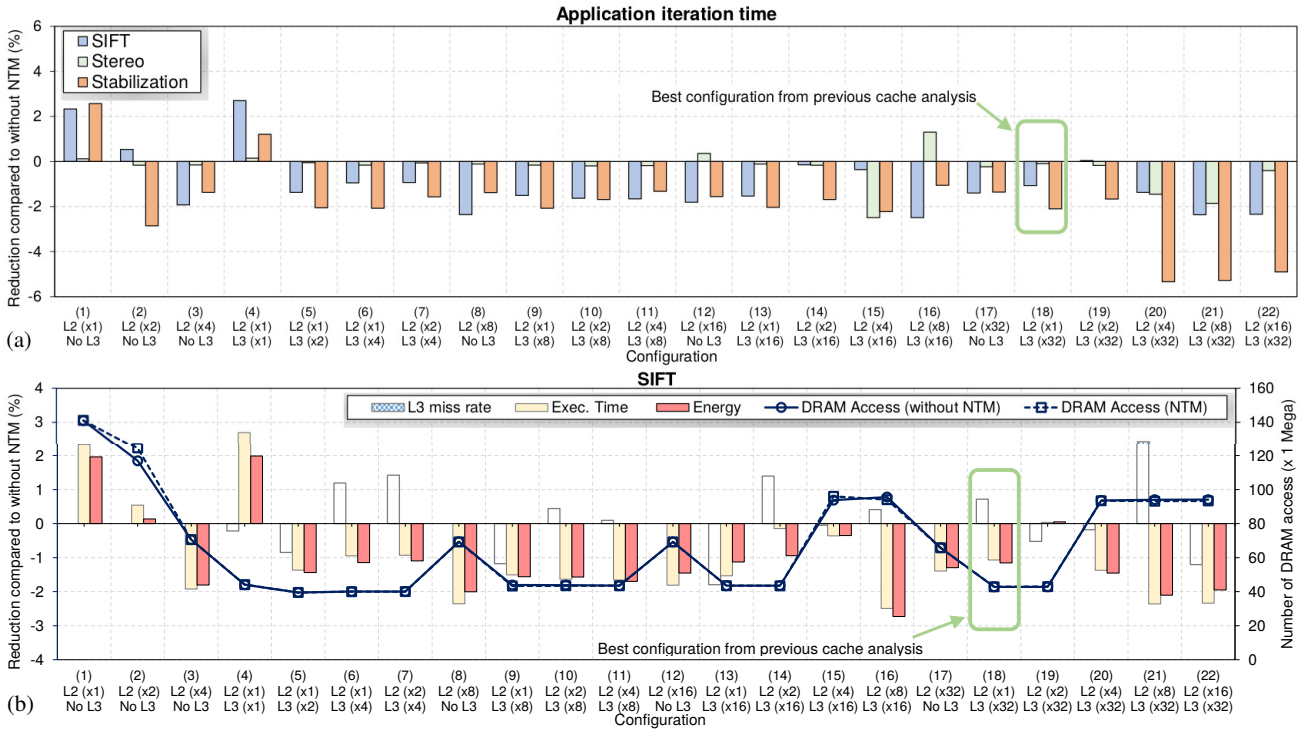 Application iteration time
Reduction compared to without NTM (%)
6
4
2
0
-2
-4
-6
SIFT
Stereo
Stabilization
Best configuration from previous cache analysis
(1) (2) (3) (4) (5) (6) (7) (8) (9) (10) (11) (12) (13) (14) (15) (16) (17) (18) (19) (20) (21) (22)
L2 (x1) L2 (x2) L2 (x4) L2 (x1) L2 (x1) L2 (x1) L2 (x2) L2 (x8) L2 (x1) L2 (x2) L2 (x4) L2 (x16) L2 (x1) L2 (x2) L2 (x4) L2 (x8) L2 (x32) L2 (x1) L2 (x2) L2 (x4) L2 (x8) L2 (x16)
(a) No L3 No L3 No L3 L3 (x1) L3 (x2) L3 (x4) L3 (x4) No L3 L3 (x8) L3 (x8) L3 (x8) No L3 L3 (x16) L3 (x16) L3 (x16) L3 (x16) No L3 L3 (x32) L3 (x32) L3 (x32) L3 (x32) L3 (x32)
Configuration
SIFT
Reduction compared to without NTM (%)
4
3
2
1
0
-1
-2
-3
-4
L3 miss rate Exec. Time Energy DRAM Access (without NTM) DRAM Access (NTM)
160
140
120
100
80
60
40
20
0
Number of DRAM access (x 1 Mega)
Best configuration from previous cache analysis
(1) (2) (3) (4) (5) (6) (7) (8) (9) (10) (11) (12) (13) (14) (15) (16) (17) (18) (19) (20) (21) (22)
L2 (x1) L2 (x2) L2 (x4) L2 (x1) L2 (x1) L2 (x1) L2 (x2) L2 (x8) L2 (x1) L2 (x2) L2 (x4) L2 (x16) L2 (x1) L2 (x2) L2 (x4) L2 (x8) L2 (x32) L2 (x1) L2 (x2) L2 (x4) L2 (x8) L2 (x16)
(b) No L3 No L3 No L3 L3 (x1) L3 (x2) L3 (x4) L3 (x4) No L3 L3 (x8) L3 (x8) L3 (x8) No L3 L3 (x16) L3 (x16) L3 (x16) L3 (x16) No L3 L3 (x32) L3 (x32) L3 (x32) L3 (x32) L3 (x32)
Configuration